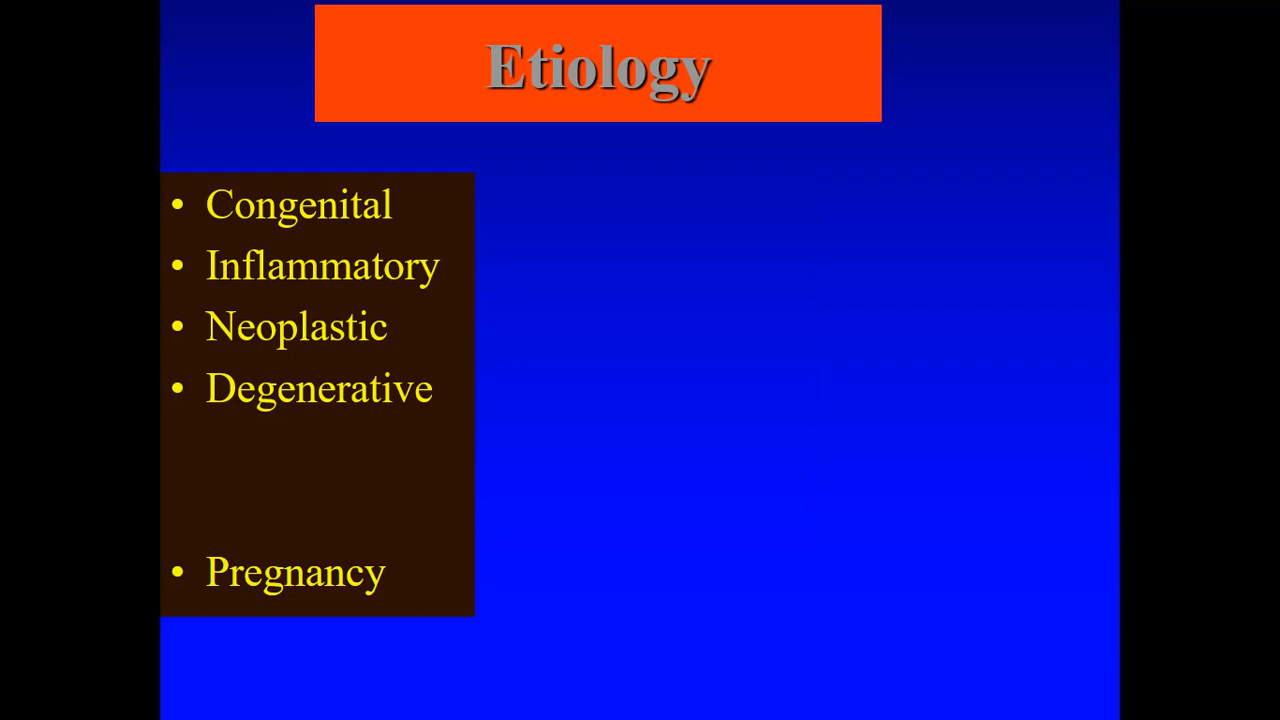 Etiology
• Congenital
• Inflammatory
• Neoplastic
• Degenerative
• Pregnancy